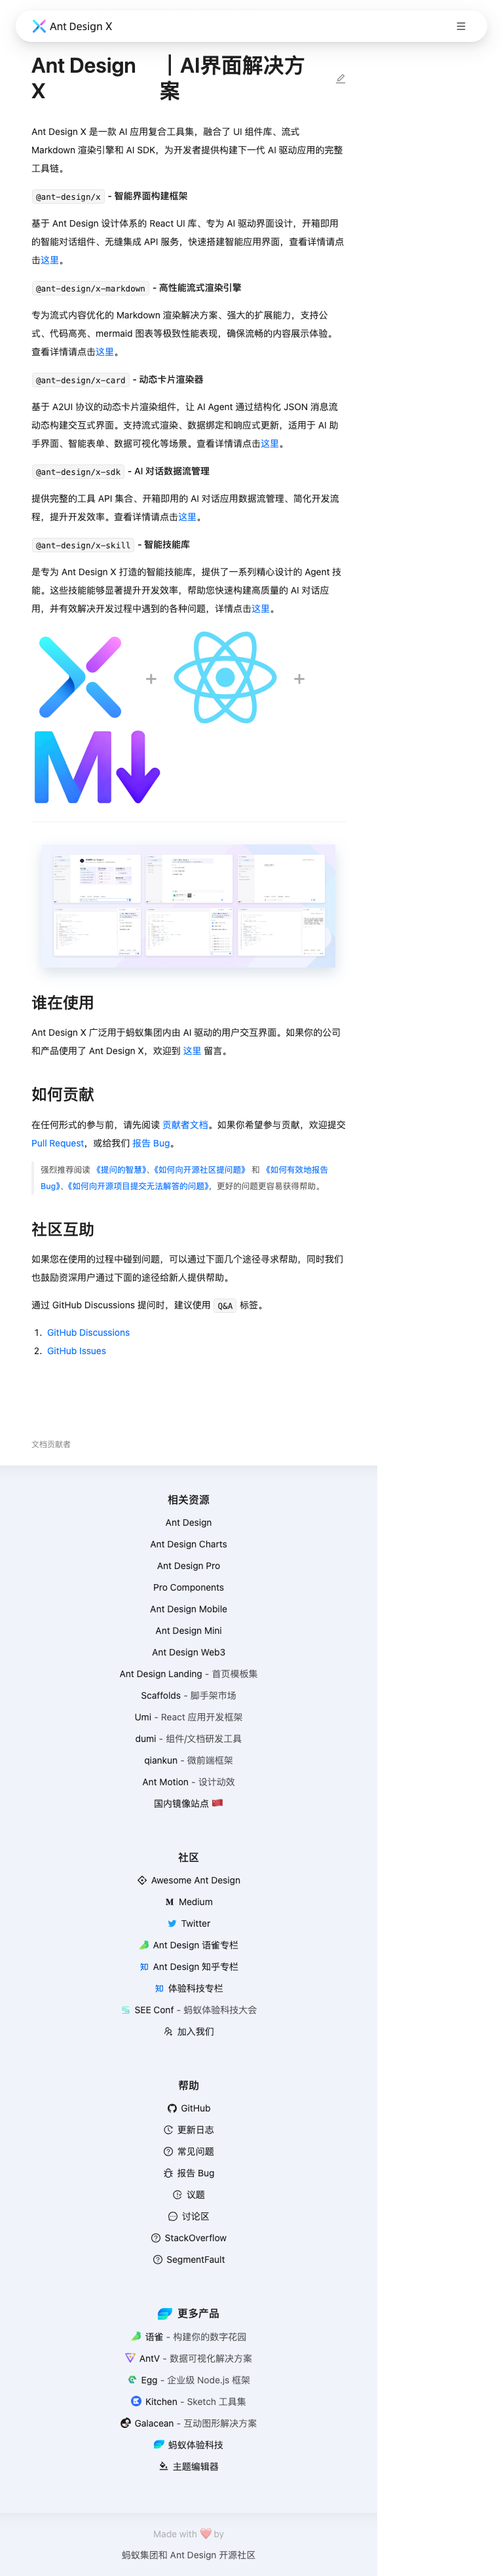 Ant Design X
Ant Design X | AI界面解决方案
Ant Design X 是一款 AI 应用复合工具集，融合了 UI 组件库、流式
Markdown 渲染引擎和 AI SDK，为开发者提供构建下一代 AI 驱动应用的完整
工具链。
@ant-design/x - 智能界面构建框架
基于 Ant Design 设计体系的 React UI 库、专为 AI 驱动界面设计，开箱即用
的智能对话组件、无缝集成 API 服务，快速搭建智能应用界面，查看详情请点
击这里。
@ant-design/x-markdown - 高性能流式渲染引擎
专为流式内容优化的 Markdown 渲染解决方案、强大的扩展能力，支持公
式、代码高亮、mermaid 图表等极致性能表现，确保流畅的内容展示体验。
查看详情请点击这里。
@ant-design/x-card - 动态卡片渲染器
基于 A2UI 协议的动态卡片渲染组件，让 AI Agent 通过结构化 JSON 消息流
动态构建交互式界面。支持流式渲染、数据绑定和响应式更新，适用于 AI 助
手界面、智能表单、数据可视化等场景。查看详情请点击这里。
@ant-design/x-sdk - AI 对话数据流管理
提供完整的工具 API 集合、开箱即用的 AI 对话应用数据流管理、简化开发流
程，提升开发效率。查看详情请点击这里。
@ant-design/x-skill - 智能技能库
是专为 Ant Design X 打造的智能技能库，提供了一系列精心设计的 Agent 技
能。这些技能能够显著提升开发效率，帮助您快速构建高质量的 AI 对话应
用，并有效解决开发过程中遇到的各种问题，详情点击这里。
谁在使用
Ant Design X 广泛用于蚂蚁集团内由 AI 驱动的用户交互界面。如果你的公司
和产品使用了 Ant Design X，欢迎到 这里 留言。
如何贡献
在任何形式的参与前，请先阅读 贡献者文档。如果你希望参与贡献，欢迎提交
Pull Request，或给我们 报告 Bug。
强烈推荐阅读 《提问的智慧》、《如何向开源社区提问题》 和 《如何有效地报告
Bug》、《如何向开源项目提交无法解答的问题》，更好的问题更容易获得帮助。
社区互助
如果您在使用的过程中碰到问题，可以通过下面几个途径寻求帮助，同时我们
也鼓励资深用户通过下面的途径给新人提供帮助。
通过 GitHub Discussions 提问时，建议使用 Q&A 标签。
1. GitHub Discussions
2. GitHub Issues
文档贡献者
相关资源
Ant Design
Ant Design Charts
Ant Design Pro
Pro Components
Ant Design Mobile
Ant Design Mini
Ant Design Web3
Ant Design Landing - 首页模板集
Scaffolds - 脚手架市场
Umi - React 应用开发框架
dumi - 组件/文档研发工具
qiankun - 微前端框架
Ant Motion - 设计动效
国内镜像站点 🇨🇳
社区
Awesome Ant Design
Medium
Twitter
Ant Design 语雀专栏
知 Ant Design 知乎专栏
知 体验科技专栏
SEE Conf - 蚂蚁体验科技大会
加入我们
帮助
GitHub
更新日志
常见问题
报告 Bug
议题
讨论区
StackOverflow
SegmentFault
更多产品
语雀 - 构建你的数字花园
AntV - 数据可视化解决方案
Egg - 企业级 Node.js 框架
Kitchen - Sketch 工具集
Galacean - 互动图形解决方案
蚂蚁体验科技
主题编辑器
Made with ❤ by
蚂蚁集团和 Ant Design 开源社区